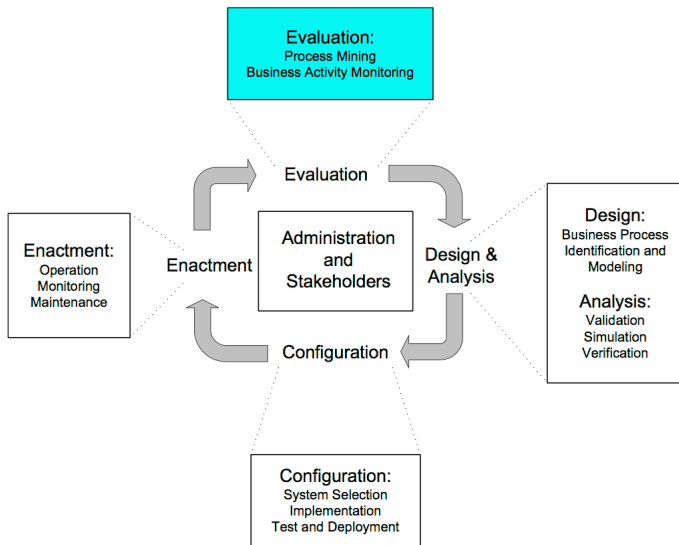 Evaluation:
Process Mining
Business Activity Monitoring
Evaluation
Enactment:
Operation
Monitoring
Maintenance
Enactment
Administration
and
Stakeholders
Design &
Analysis
Design:
Business Process
Identification and
Modeling
Analysis:
Validation
Simulation
Verification
Configuration
Configuration:
System Selection
Implementation
Test and Deployment